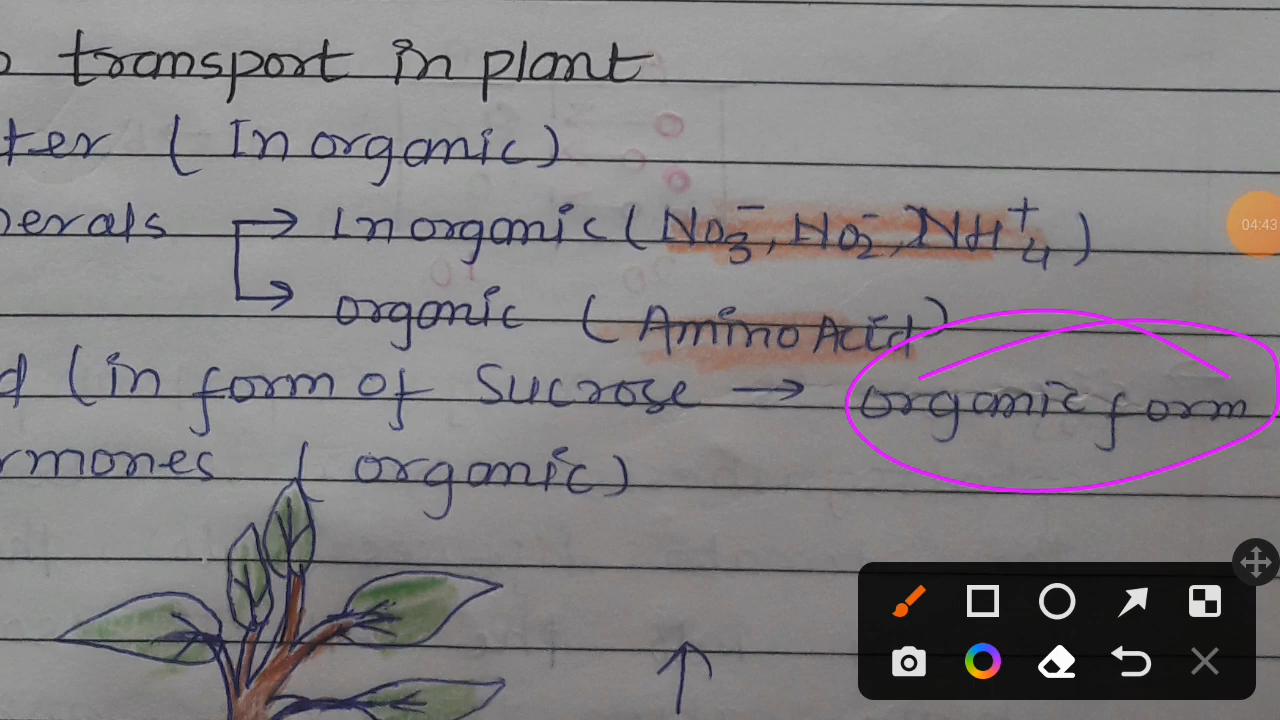 transport in plant
ter ( Inorganic)
nerals → Inorganic ( No3⁻, No2⁻, NH4⁺ )
04:43
→ organic ( Amino Acid )
d (in form of Sucrose → organic form
rmones ( organic)